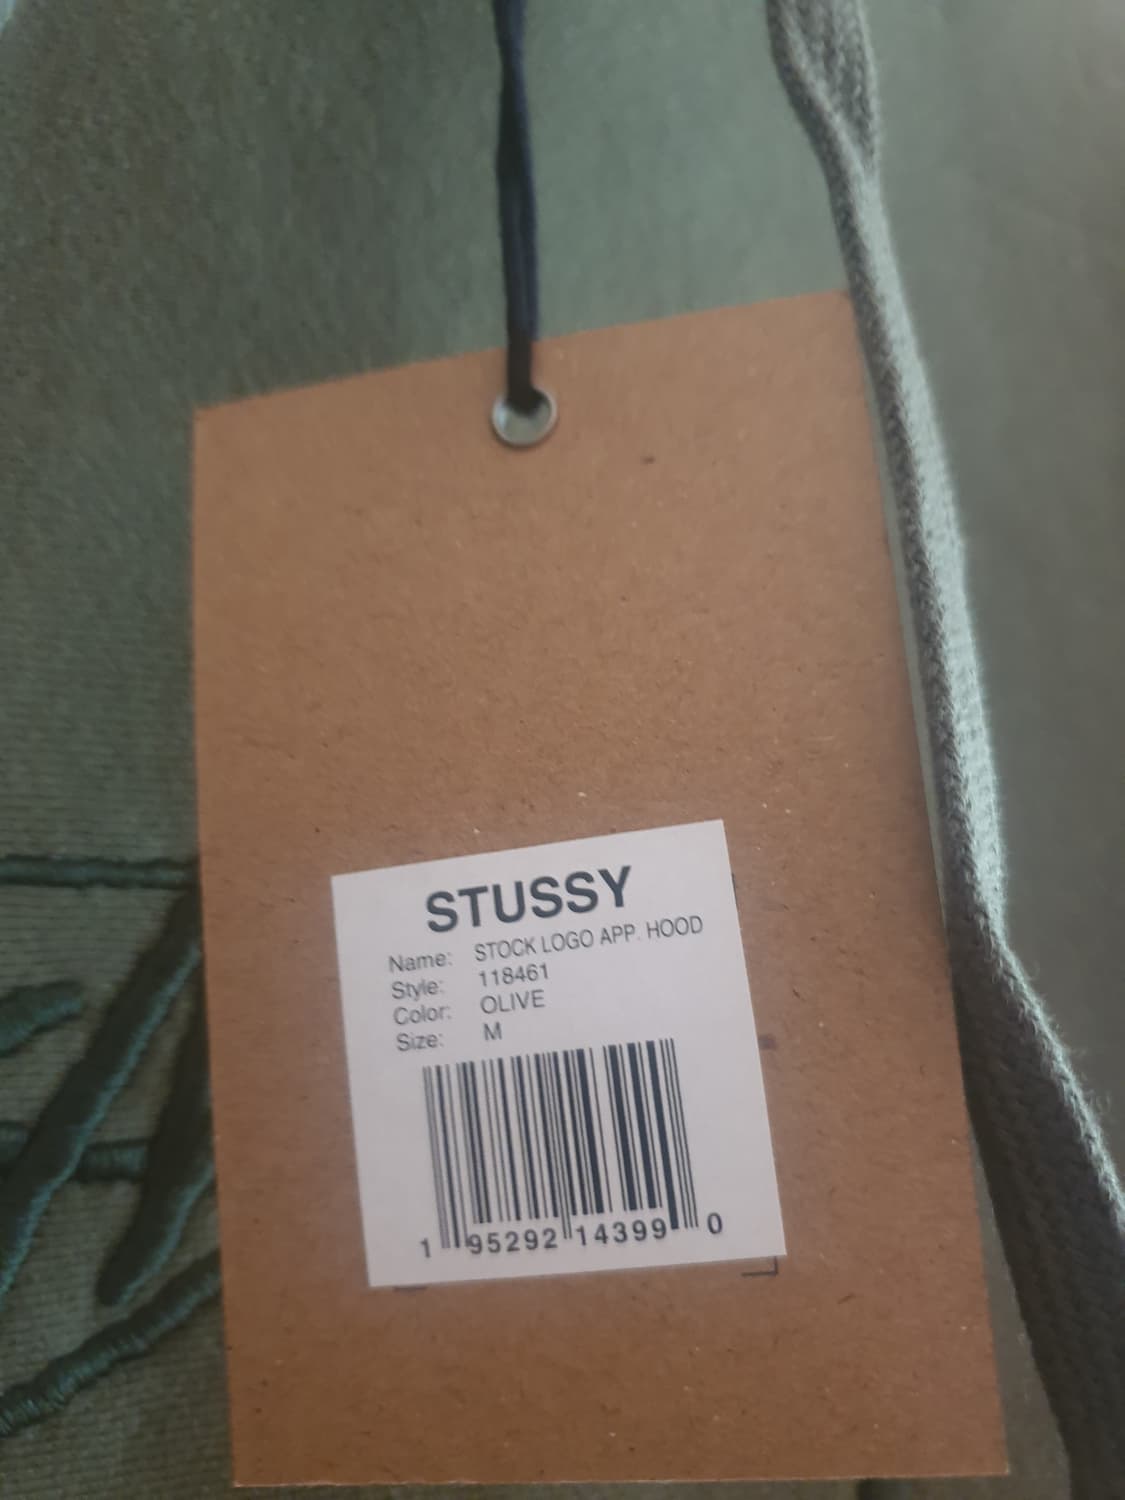 STUSSY
Name: STOCK LOGO APP. HOOD
Style: 118461
Color: OLIVE
Size: M
1 95292 14399 0